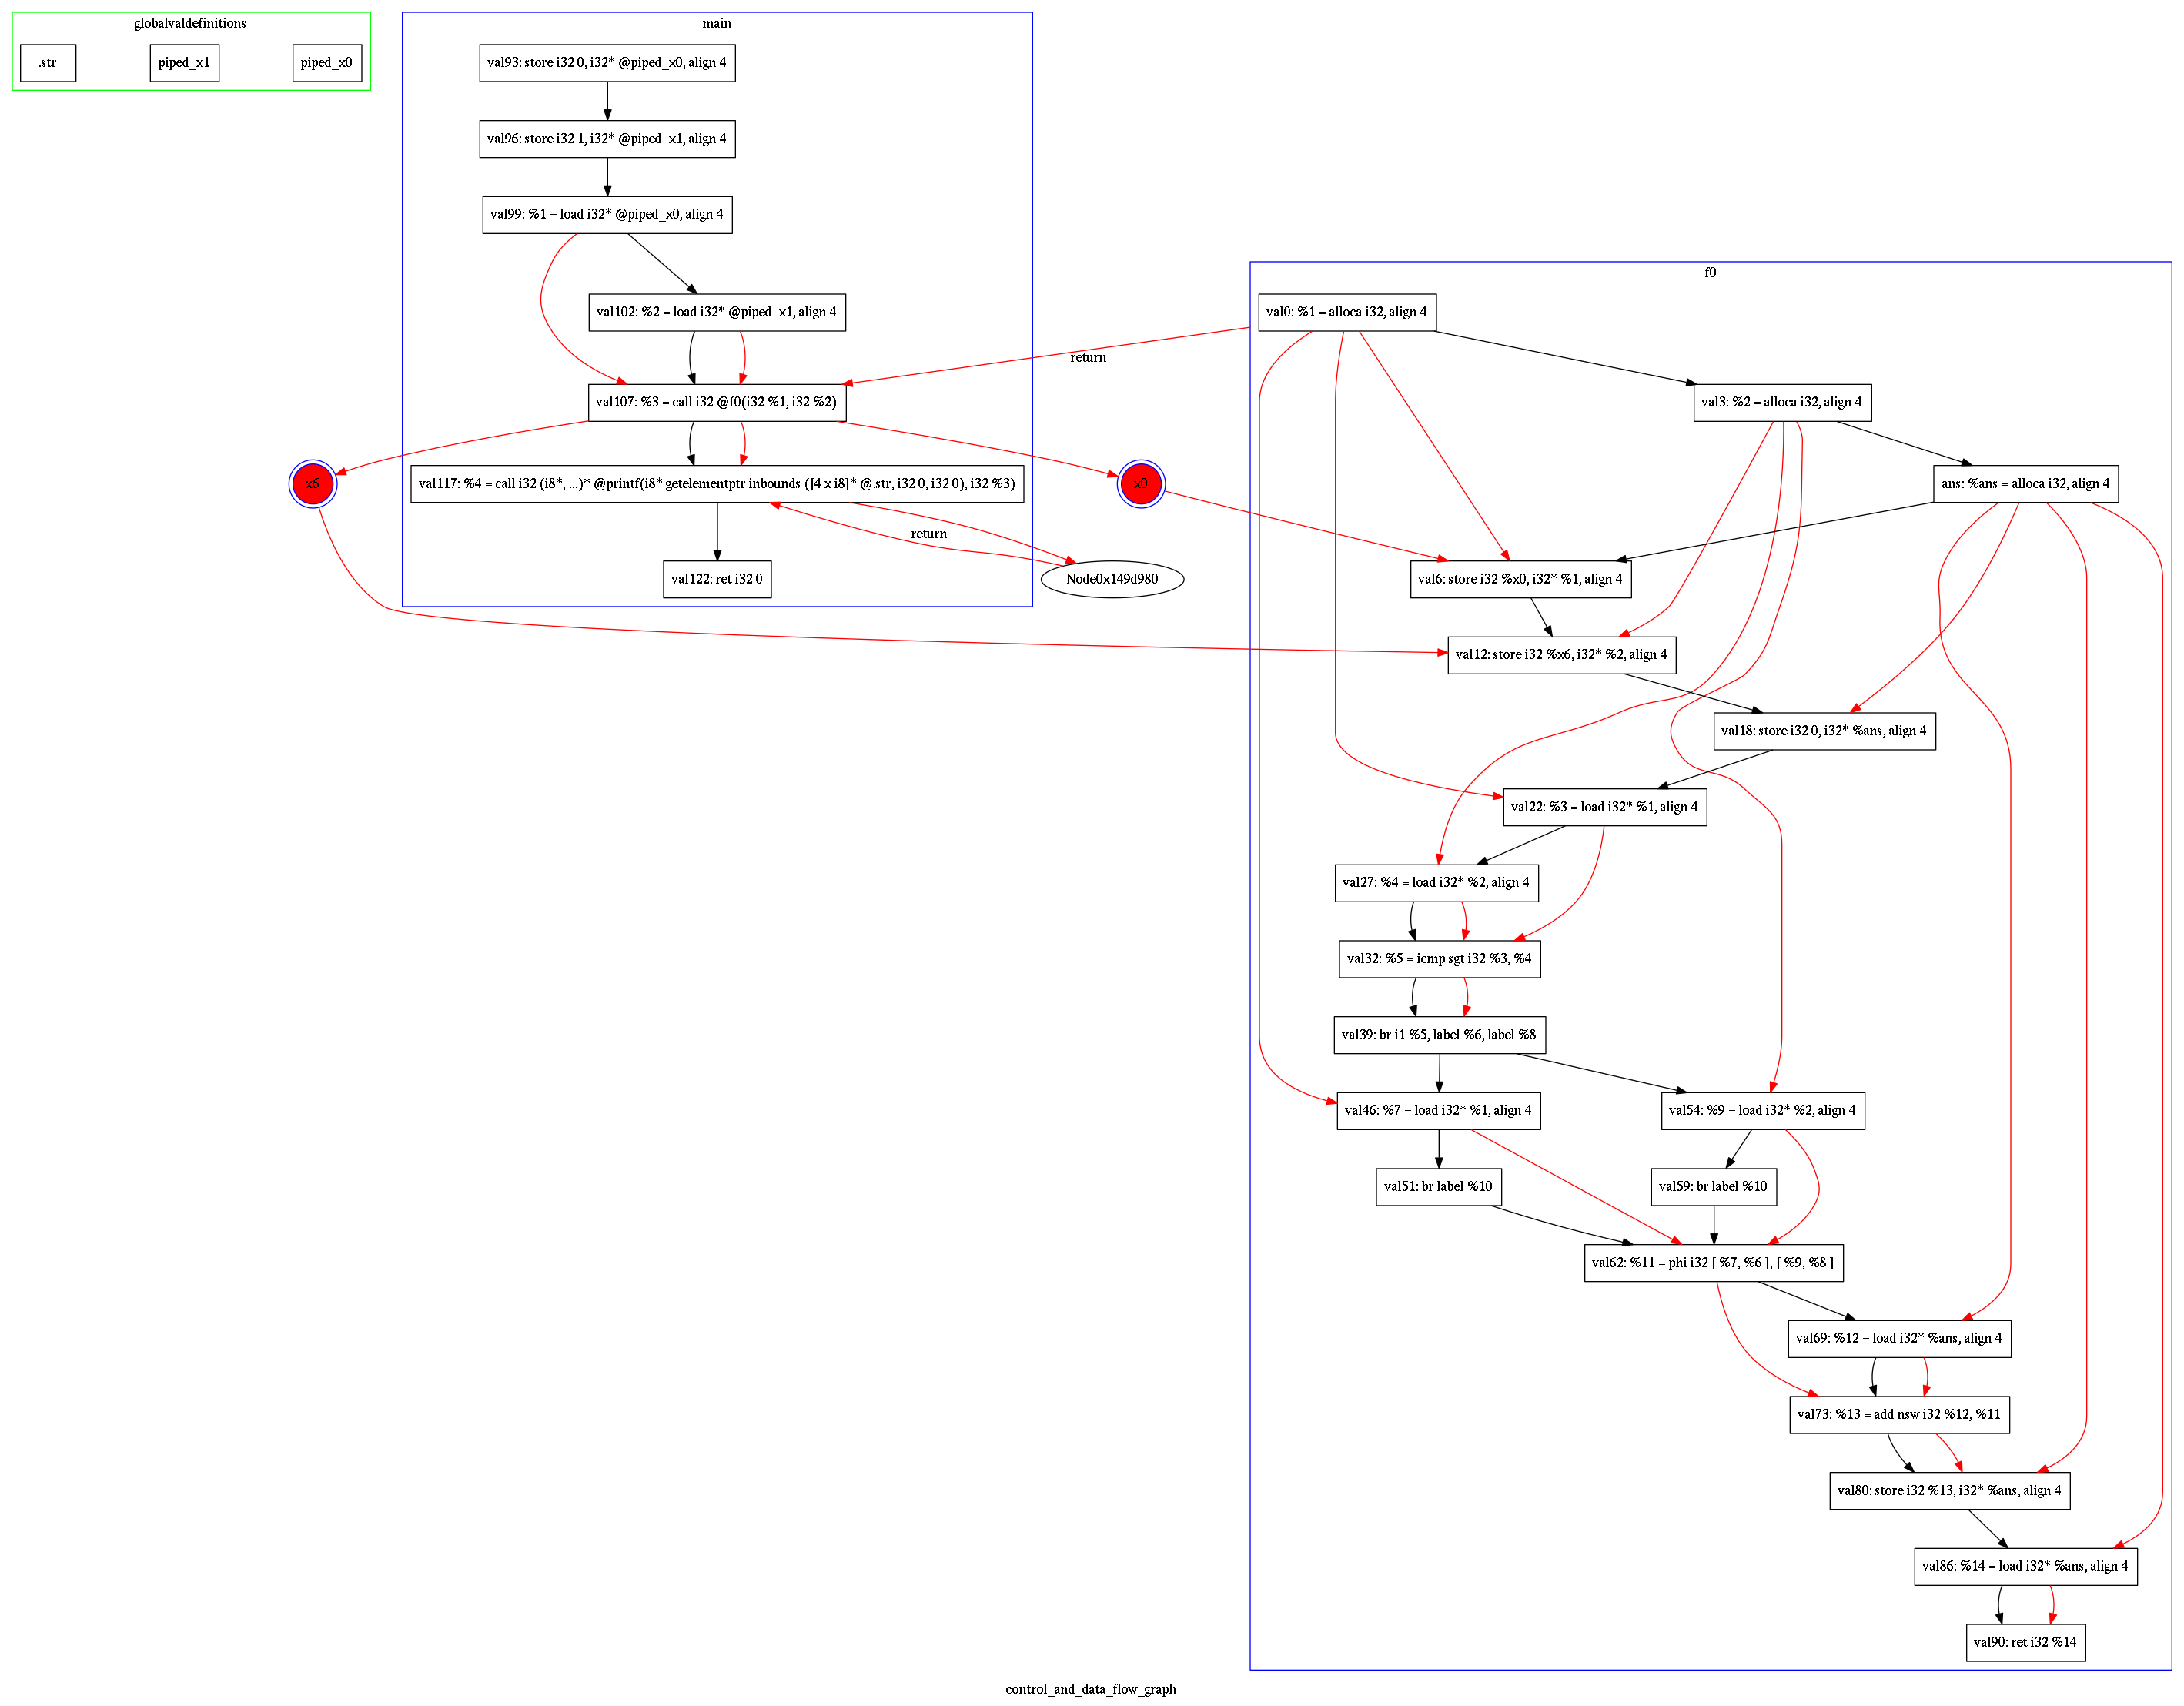 globalvaldefinitions
.str
piped_x1
piped_x0
main
val93: store i32 0, i32* @piped_x0, align 4
val96: store i32 1, i32* @piped_x1, align 4
val99: %1 = load i32* @piped_x0, align 4
val102: %2 = load i32* @piped_x1, align 4
return
val107: %3 = call i32 @f0(i32 %1, i32 %2)
x6
val117: %4 = call i32 (i8*, ...)* @printf(i8* getelementptr inbounds ([4 x i8]* @.str, i32 0, i32 0), i32 %3)
x0
return
val122: ret i32 0
Node0x149d980
f0
val0: %1 = alloca i32, align 4
val3: %2 = alloca i32, align 4
ans: %ans = alloca i32, align 4
val6: store i32 %x0, i32* %1, align 4
val12: store i32 %x6, i32* %2, align 4
val18: store i32 0, i32* %ans, align 4
val22: %3 = load i32* %1, align 4
val27: %4 = load i32* %2, align 4
val32: %5 = icmp sgt i32 %3, %4
val39: br i1 %5, label %6, label %8
val46: %7 = load i32* %1, align 4
val54: %9 = load i32* %2, align 4
val51: br label %10
val59: br label %10
val62: %11 = phi i32 [ %7, %6 ], [ %9, %8 ]
val69: %12 = load i32* %ans, align 4
val73: %13 = add nsw i32 %12, %11
val80: store i32 %13, i32* %ans, align 4
val86: %14 = load i32* %ans, align 4
val90: ret i32 %14
control_and_data_flow_graph